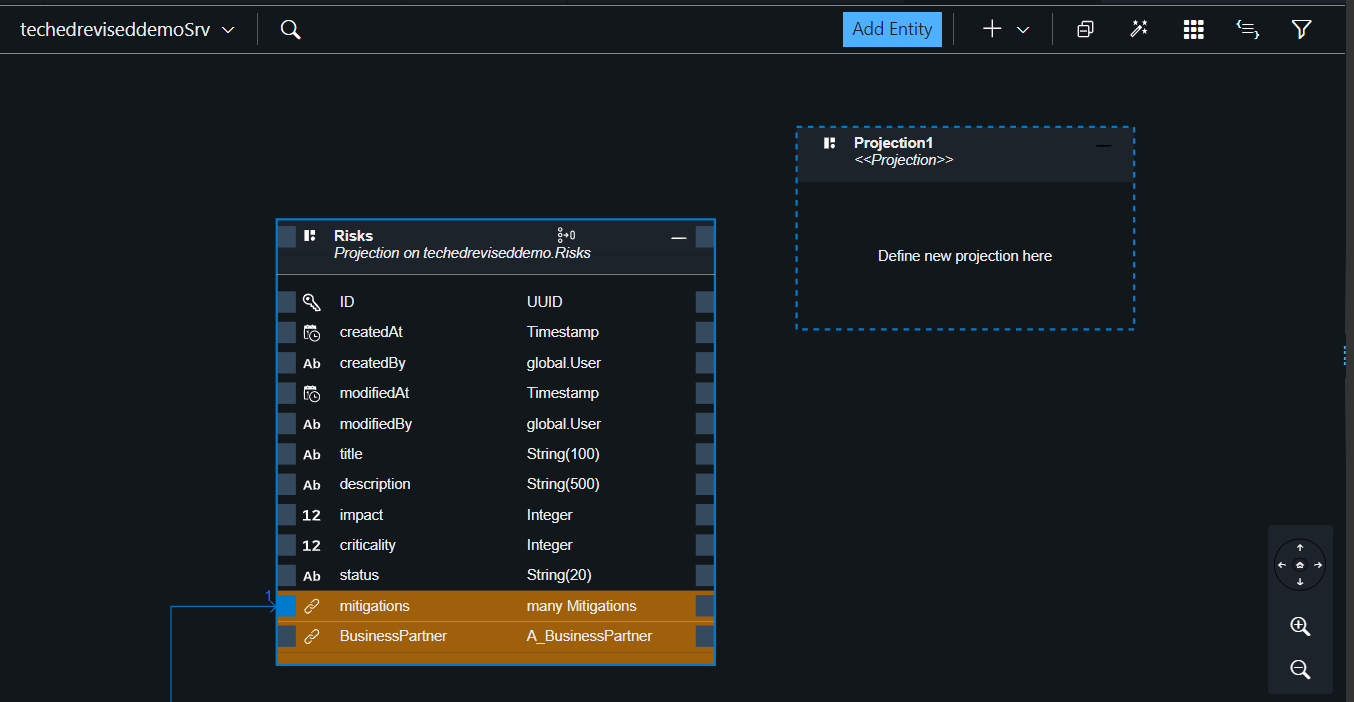 techedreviseddemoSrv
Add Entity
Projection1
<<Projection>>
Define new projection here
Risks
Projection on techedreviseddemo.Risks
ID UUID
createdAt Timestamp
Ab createdBy global.User
modifiedAt Timestamp
Ab modifiedBy global.User
Ab title String(100)
Ab description String(500)
12 impact Integer
12 criticality Integer
Ab status String(20)
1
mitigations many Mitigations
BusinessPartner A_BusinessPartner